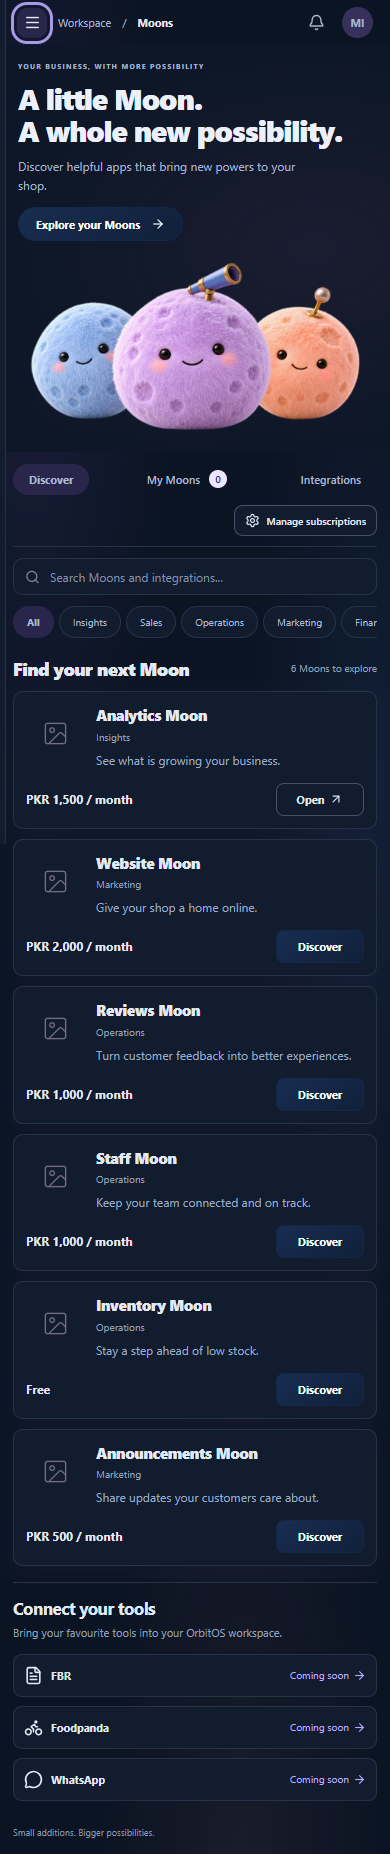 Workspace / Moons MI
YOUR BUSINESS, WITH MORE POSSIBILITY
A little Moon.
A whole new possibility.
Discover helpful apps that bring new powers to your
shop.
Explore your Moons
Discover My Moons 0 Integrations
Manage subscriptions
Search Moons and integrations...
All Insights Sales Operations Marketing Finan
Find your next Moon 6 Moons to explore
Analytics Moon
Insights
See what is growing your business.
PKR 1,500 / month Open
Website Moon
Marketing
Give your shop a home online.
PKR 2,000 / month Discover
Reviews Moon
Operations
Turn customer feedback into better experiences.
PKR 1,000 / month Discover
Staff Moon
Operations
Keep your team connected and on track.
PKR 1,000 / month Discover
Inventory Moon
Operations
Stay a step ahead of low stock.
Free Discover
Announcements Moon
Marketing
Share updates your customers care about.
PKR 500 / month Discover
Connect your tools
Bring your favourite tools into your OrbitOS workspace.
FBR Coming soon
Foodpanda Coming soon
WhatsApp Coming soon
Small additions. Bigger possibilities.